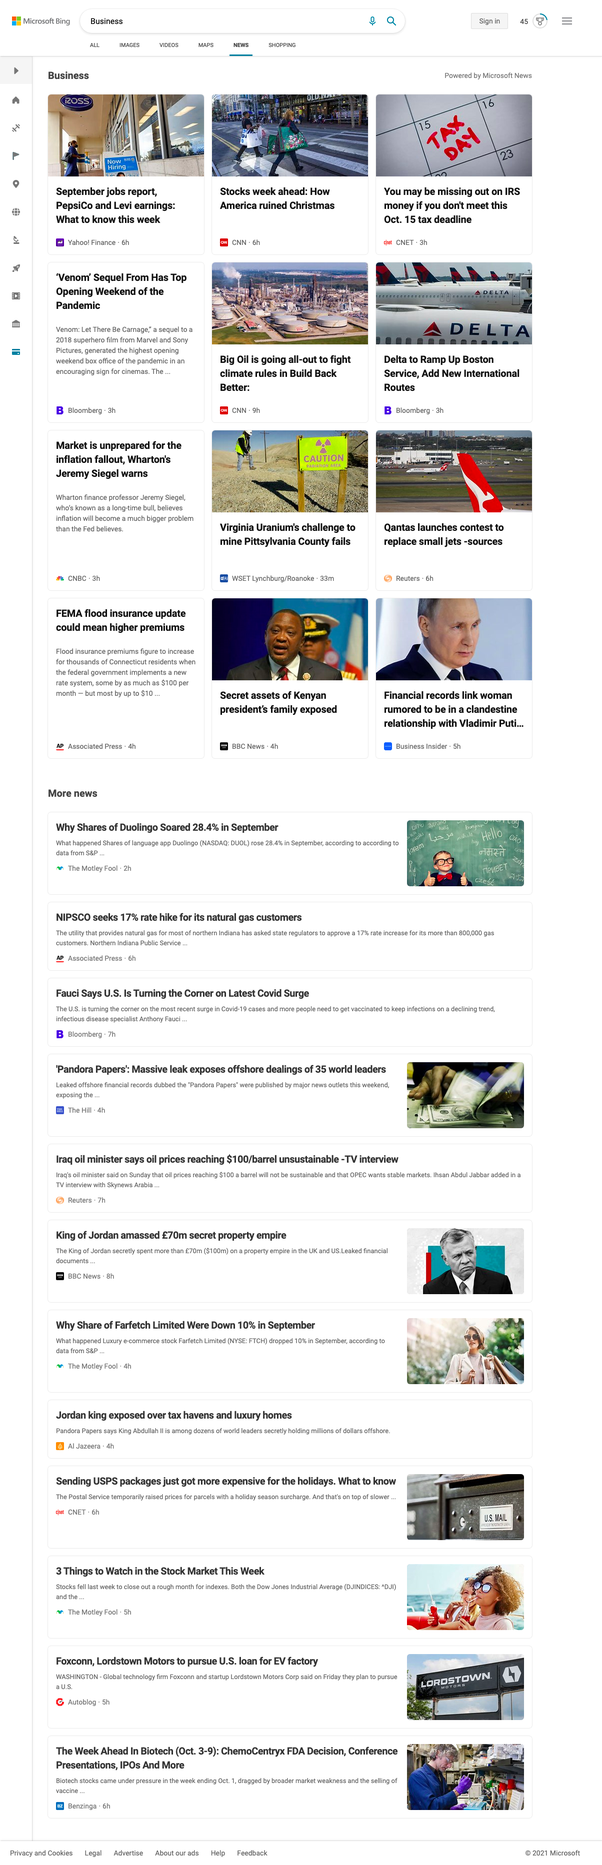 Microsoft Bing
Business
Sign in
45
ALL
IMAGES
VIDEOS
MAPS
NEWS
SHOPPING
Business
Powered by Microsoft News
ROSS
Now
Hiring
OLD NAVY
15
16
TAX
DAY
22
23
September jobs report,
PepsiCo and Levi earnings:
What to know this week
Yahoo! Finance · 6h
Stocks week ahead: How
America ruined Christmas
CNN · 6h
You may be missing out on IRS
money if you don't meet this
Oct. 15 tax deadline
CNET · 3h
'Venom' Sequel From Has Top
Opening Weekend of the
Pandemic
Venom: Let There Be Carnage," a sequel to a
2018 superhero film from Marvel and Sony
Pictures, generated the highest opening
weekend box office of the pandemic in an
encouraging sign for cinemas. The ...
Bloomberg · 3h
Big Oil is going all-out to fight
climate rules in Build Back
Better:
CNN · 9h
DELTA
DELTA
Delta to Ramp Up Boston
Service, Add New International
Routes
Bloomberg · 3h
Market is unprepared for the
inflation fallout, Wharton's
Jeremy Siegel warns
Wharton finance professor Jeremy Siegel,
who's known as a long-time bull, believes
inflation will become a much bigger problem
than the Fed believes.
CNBC · 3h
CAUTION
RADIATION AREA
Virginia Uranium's challenge to
mine Pittsylvania County fails
WSET Lynchburg/Roanoke · 33m
Qantas launches contest to
replace small jets -sources
Reuters · 6h
FEMA flood insurance update
could mean higher premiums
Flood insurance premiums figure to increase
for thousands of Connecticut residents when
the federal government implements a new
rate system, some by as much as $100 per
month — but most by up to $10 ...
AP Associated Press · 4h
Secret assets of Kenyan
president's family exposed
BBC News · 4h
Financial records link woman
rumored to be in a clandestine
relationship with Vladimir Puti...
Business Insider · 5h
More news
Why Shares of Duolingo Soared 28.4% in September
What happened Shares of language app Duolingo (NASDAQ: DUOL) rose 28.4% in September, according to according to
data from S&P ...
The Motley Fool · 2h
Hello
नमस्ते
NIPSCO seeks 17% rate hike for its natural gas customers
The utility that provides natural gas for most of northern Indiana has asked state regulators to approve a 17% rate increase for its more than 800,000 gas
customers. Northern Indiana Public Service ...
AP Associated Press · 6h
Fauci Says U.S. Is Turning the Corner on Latest Covid Surge
The U.S. is turning the corner on the most recent surge in Covid-19 cases and more people need to get vaccinated to keep infections on a declining trend,
infectious disease specialist Anthony Fauci ...
Bloomberg · 7h
'Pandora Papers': Massive leak exposes offshore dealings of 35 world leaders
Leaked offshore financial records dubbed the "Pandora Papers" were published by major news outlets this weekend,
exposing the ...
The Hill · 4h
Iraq oil minister says oil prices reaching $100/barrel unsustainable -TV interview
Iraq's oil minister said on Sunday that oil prices reaching $100 a barrel will not be sustainable and that OPEC wants stable markets. Ihsan Abdul Jabbar added in a
TV interview with Skynews Arabia ...
Reuters · 7h
King of Jordan amassed £70m secret property empire
The King of Jordan secretly spent more than £70m ($100m) on a property empire in the UK and US.Leaked financial
documents ...
BBC News · 8h
Why Share of Farfetch Limited Were Down 10% in September
What happened Luxury e-commerce stock Farfetch Limited (NYSE: FTCH) dropped 10% in September, according to
data from S&P ...
The Motley Fool · 4h
Jordan king exposed over tax havens and luxury homes
Pandora Papers says King Abdullah II is among dozens of world leaders secretly holding millions of dollars offshore.
Al Jazeera · 4h
Sending USPS packages just got more expensive for the holidays. What to know
The Postal Service temporarily raised prices for parcels with a holiday season surcharge. And that's on top of slower ...
CNET · 6h
U.S. MAIL
3 Things to Watch in the Stock Market This Week
Stocks fell last week to close out a rough month for indexes. Both the Dow Jones Industrial Average (DJINDICES: ^DJI)
and the ...
The Motley Fool · 5h
Foxconn, Lordstown Motors to pursue U.S. loan for EV factory
WASHINGTON - Global technology firm Foxconn and startup Lordstown Motors Corp said on Friday they plan to pursue
a U.S.
Autoblog · 5h
LORDSTOWN
MOTORS
The Week Ahead In Biotech (Oct. 3-9): ChemoCentryx FDA Decision, Conference
Presentations, IPOs And More
Biotech stocks came under pressure in the week ending Oct. 1, dragged by broader market weakness and the selling of
vaccine ...
Benzinga · 6h
Privacy and Cookies
Legal
Advertise
About our ads
Help
Feedback
© 2021 Microsoft